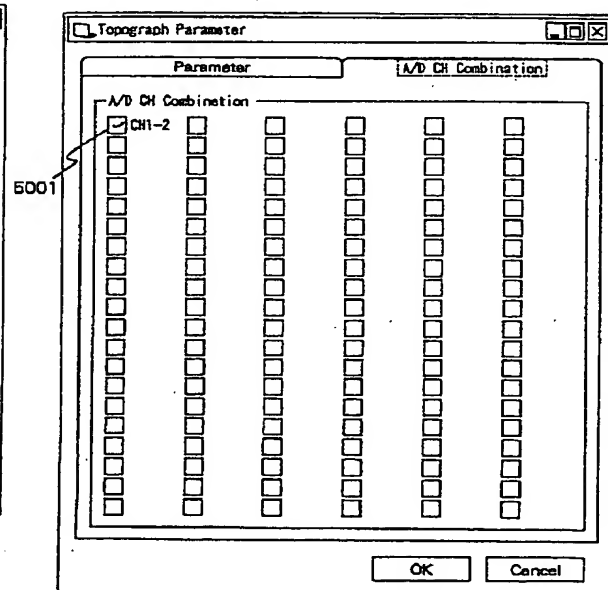 Topograph Parameter
Parameter
A/D CH Combination
A/D CH Combination
CH1-2
5001
OK
Cancel